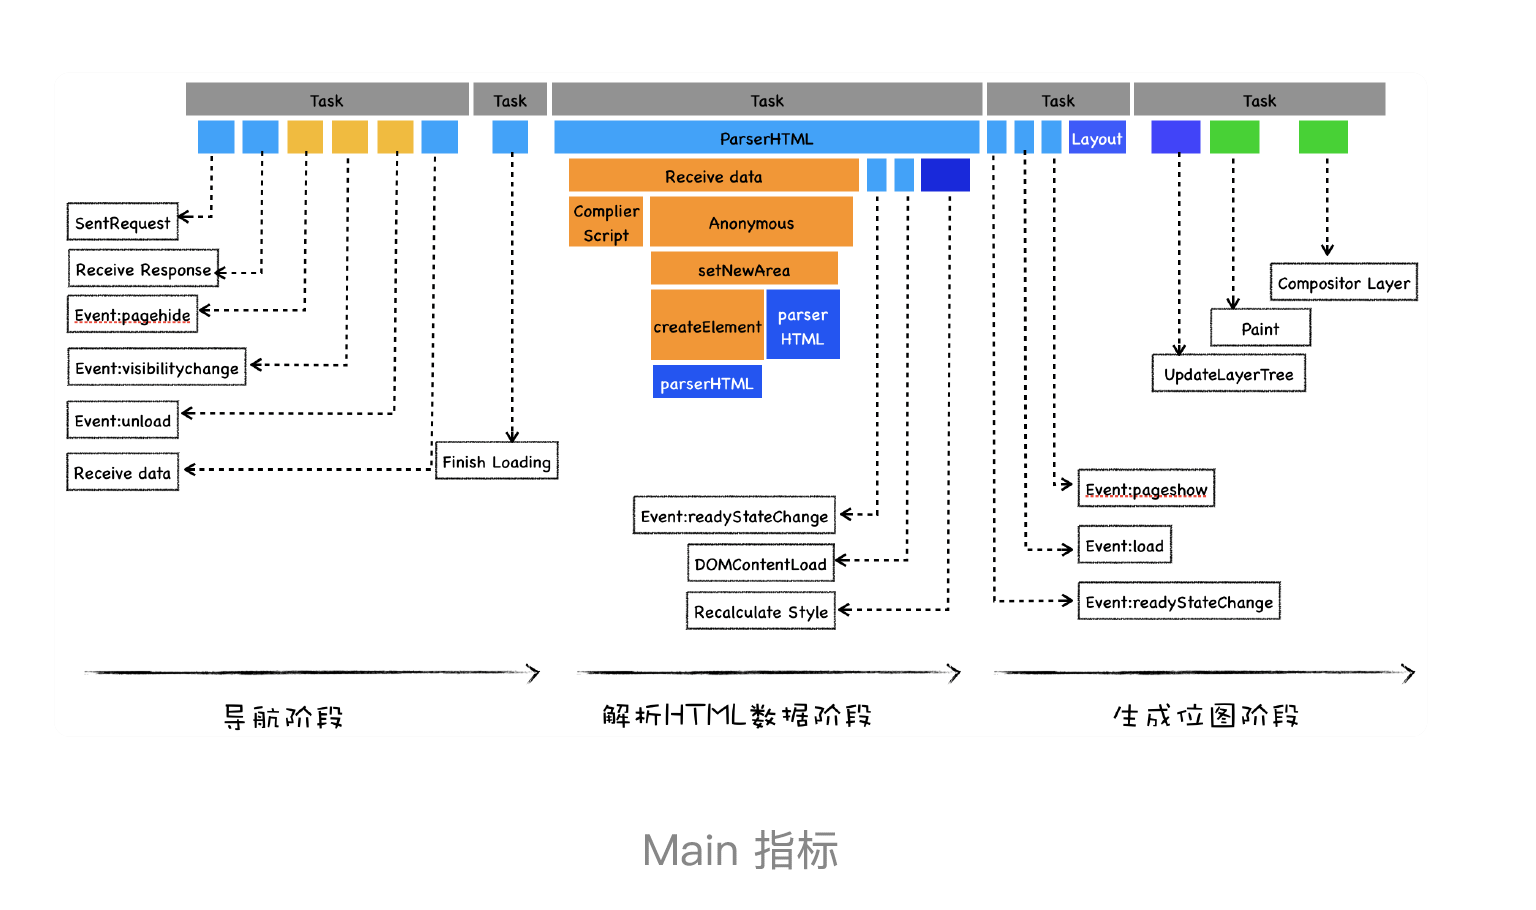 Task
Task
Task
Task
Task
ParserHTML
Layout
Receive data
Complier
Script
Anonymous
setNewArea
createElement
parser
HTML
parserHTML
SentRequest
Receive Response
Event:pagehide
Event:visibilitychange
Event:unload
Receive data
Finish Loading
Event:readyStateChange
DOMContentLoad
Recalculate Style
Compositor Layer
Paint
UpdateLayerTree
Event:pageshow
Event:load
Event:readyStateChange
导航阶段
解析HTML数据阶段
生成位图阶段
Main 指标